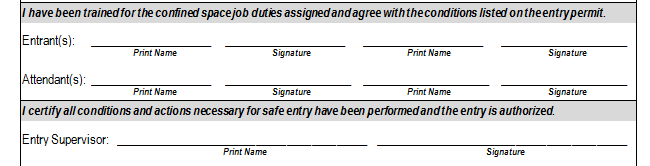 I have been trained for the confined space job duties assigned and agree with the conditions listed on the entry permit.
Entrant(s):
Print Name Signature Print Name Signature
Attendant(s):
Print Name Signature Print Name Signature
I certify all conditions and actions necessary for safe entry have been performed and the entry is authorized.
Entry Supervisor:
Print Name Signature